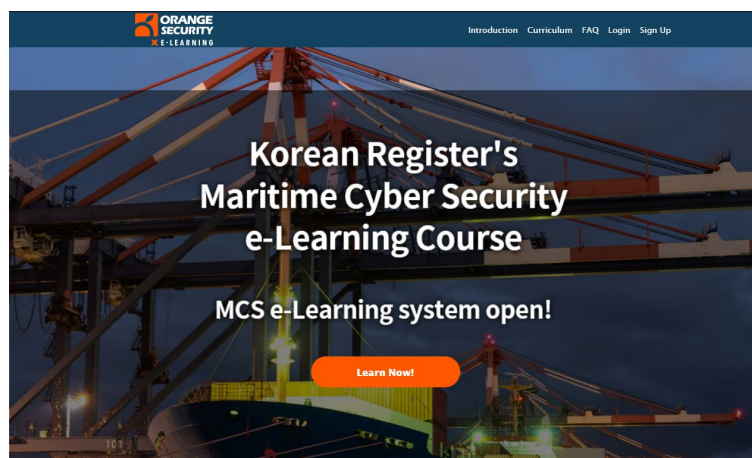 ORANGE
SECURITY
X E-LEARNING
Introduction Curriculum FAQ Login Sign Up
Korean Register's
Maritime Cyber Security
e-Learning Course
MCS e-Learning system open!
Learn Now!
101